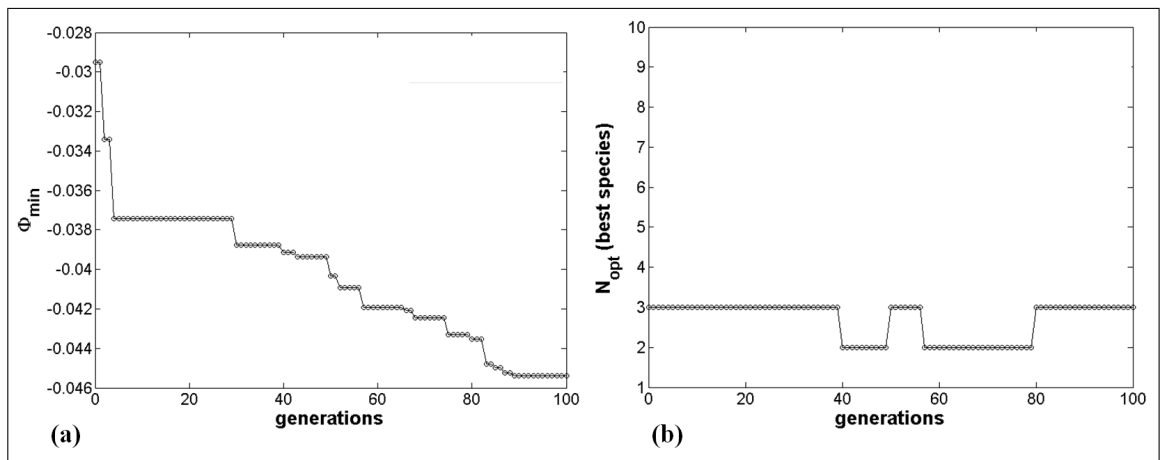 -0.028
-0.03
-0.032
-0.034
-0.036
-0.038
-0.04
-0.042
-0.044
-0.046
Φmin
0 20 40 60 80 100
generations
(a)
10
9
8
7
6
5
4
3
2
1
Nopt (best species)
0 20 40 60 80 100
generations
(b)